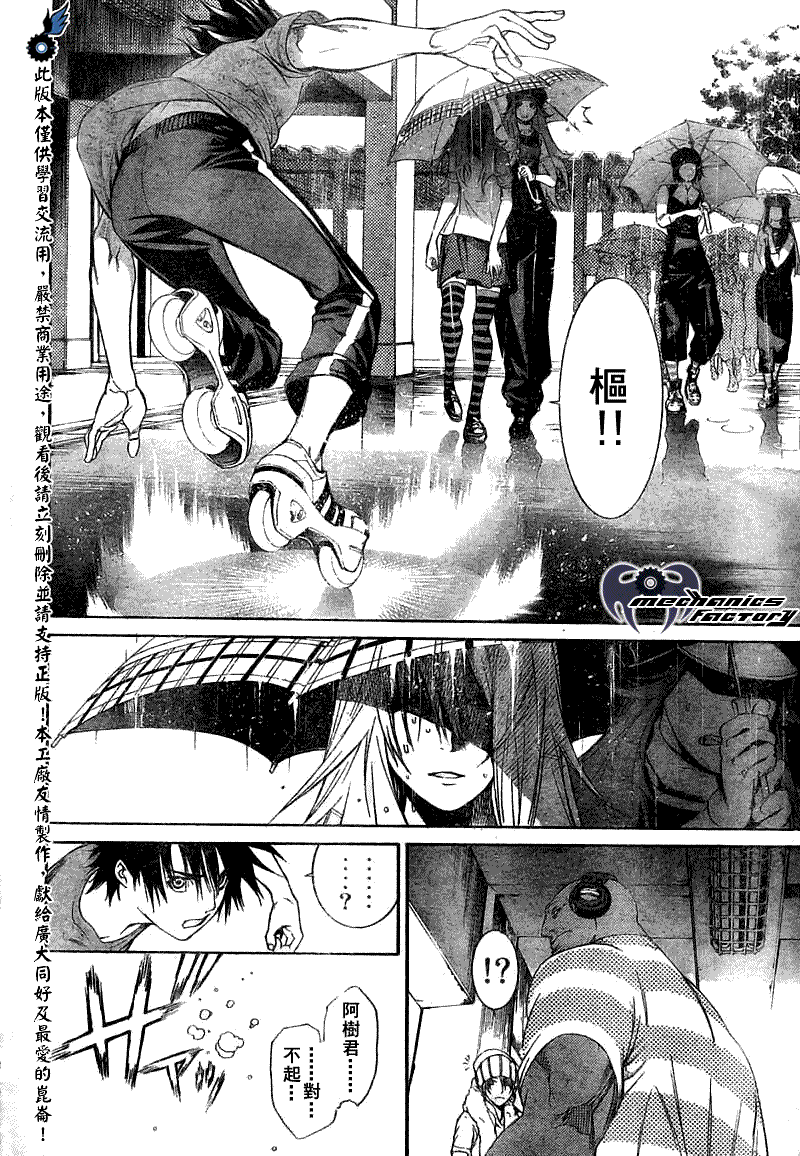 此版本僅供學習交流用，嚴禁商業用途，觀看後請立刻刪除並請支持正版！本工廠友情製作，獻給廣大同好及最愛的崑崙！
樞!!
mechanics
Factory
………
………?
!?
阿樹君……
……對
不起…